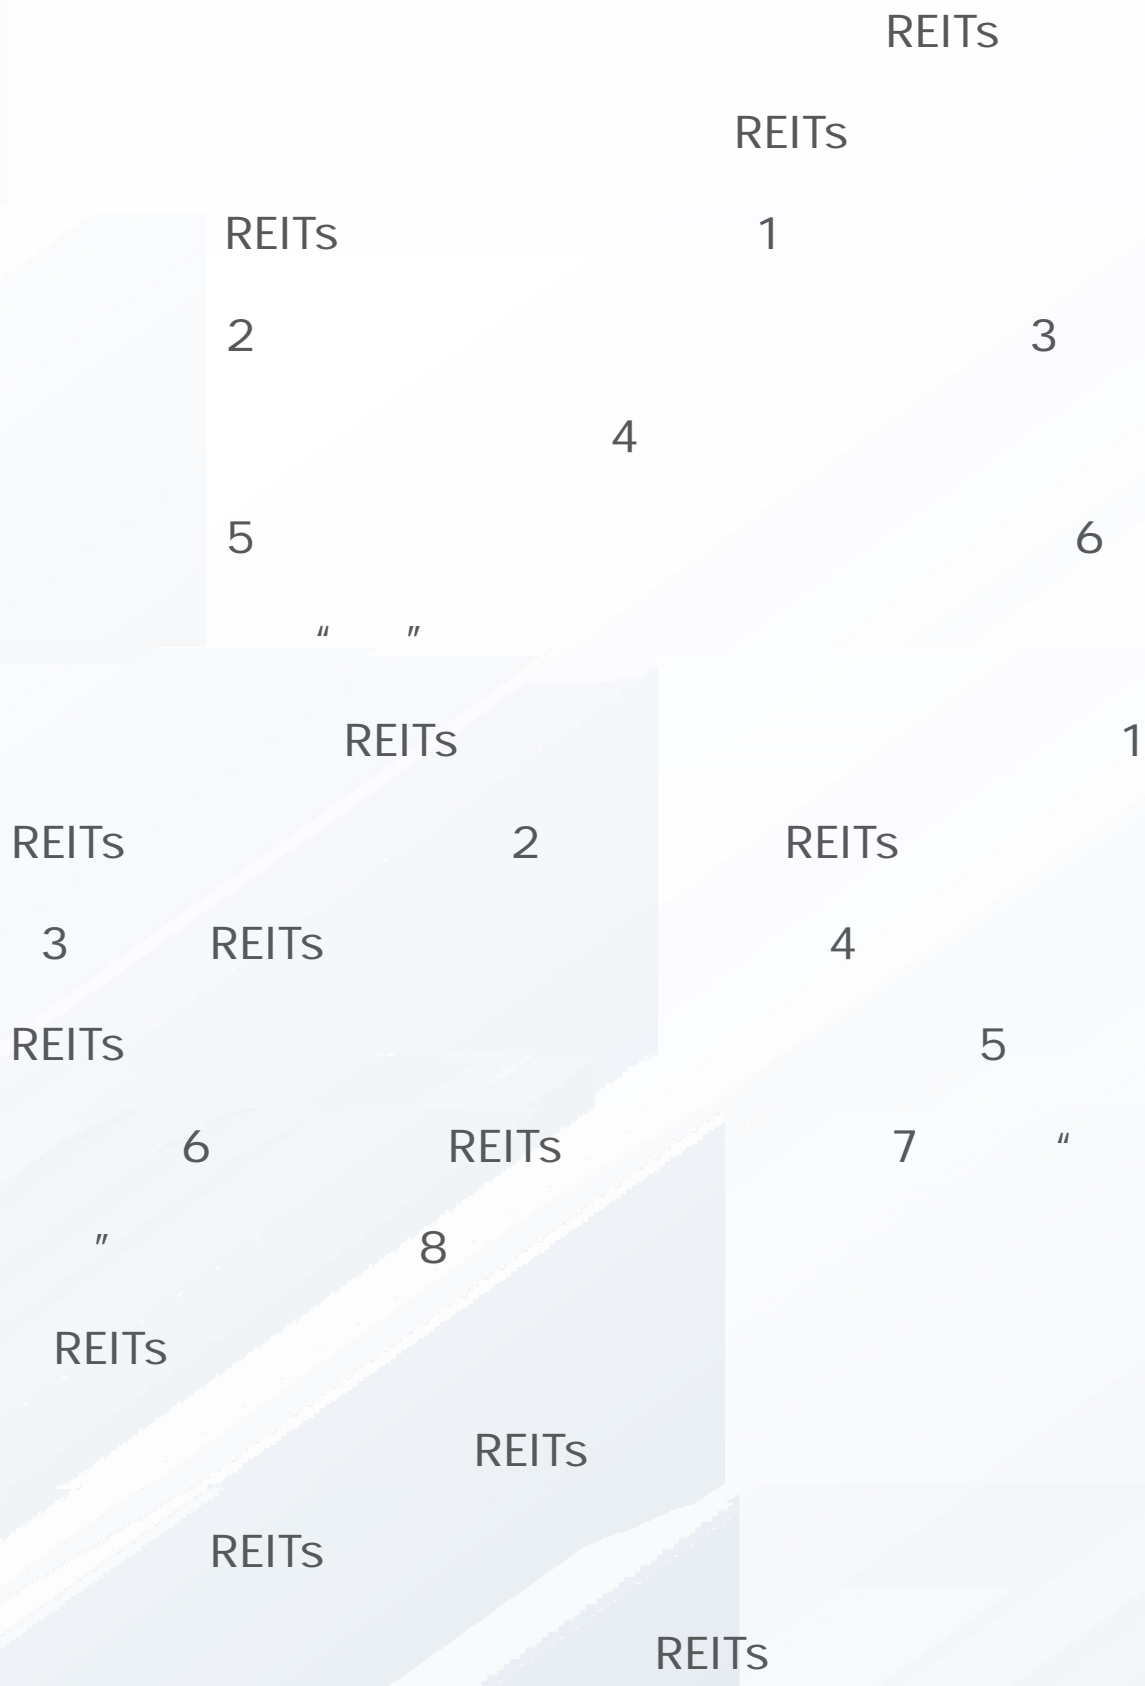 REITs
REITs
REITs 1
2 3
4
5 6
“ ”
REITs 1
REITs 2 REITs
3 REITs 4
REITs 5
6 REITs 7 “
” 8
REITs
REITs
REITs
REITs